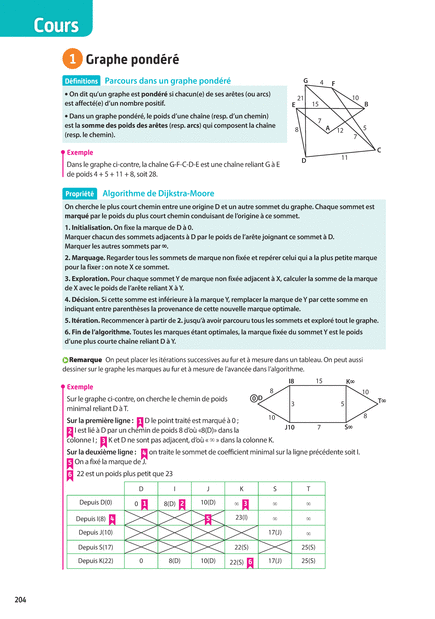 Cours
1 Graphe pondéré
Définitions Parcours dans un graphe pondéré
• On dit qu'un graphe est pondéré si chacun(e) de ses arêtes (ou arcs)
est affecté(e) d'un nombre positif.
• Dans un graphe pondéré, le poids d'une chaîne (resp. d'un chemin)
est la somme des poids des arêtes (resp. arcs) qui composent la chaîne
(resp. le chemin).
G 4 F
21 15 10
E B
7
8 A 12 5
7
C
D 11
Exemple
Dans le graphe ci-contre, la chaîne G-F-C-D-E est une chaîne reliant G à E
de poids 4 + 5 + 11 + 8, soit 28.
Propriété Algorithme de Dijkstra-Moore
On cherche le plus court chemin entre une origine D et un autre sommet du graphe. Chaque sommet est
marqué par le poids du plus court chemin conduisant de l'origine à ce sommet.
1. Initialisation. On fixe la marque de D à 0.
Marquer chacun des sommets adjacents à D par le poids de l'arête joignant ce sommet à D.
Marquer les autres sommets par ∞.
2. Marquage. Regarder tous les sommets de marque non fixée et repérer celui qui a la plus petite marque
pour la fixer : on note X ce sommet.
3. Exploration. Pour chaque sommet Y de marque non fixée adjacent à X, calculer la somme de la marque
de X avec le poids de l'arête reliant X à Y.
4. Décision. Si cette somme est inférieure à la marque Y, remplacer la marque de Y par cette somme en
indiquant entre parenthèses la provenance de cette nouvelle marque optimale.
5. Itération. Recommencer à partir de 2. jusqu'à avoir parcouru tous les sommets et exploré tout le graphe.
6. Fin de l'algorithme. Toutes les marques étant optimales, la marque fixée du sommet Y est le poids
d'une plus courte chaîne reliant D à Y.
Remarque On peut placer les itérations successives au fur et à mesure dans un tableau. On peut aussi
dessiner sur le graphe les marques au fur et à mesure de l'avancée dans l'algorithme.
Exemple
Sur le graphe ci-contre, on cherche le chemin de poids
minimal reliant D à T.
Sur la première ligne : 1 D le point traité est marqué à 0 ;
2 I est lié à D par un chemin de poids 8 d'où «8(D)» dans la
colonne I ; 3 K et D ne sont pas adjacent, d'où « ∞ » dans la colonne K.
Sur la deuxième ligne : 4 on traite le sommet de coefficient minimal sur la ligne précédente soit I.
5 On a fixé la marque de J.
6 22 est un poids plus petit que 23
I8 15 K∞
8 10
0 D 3 5 T∞
10 8
J10 7 S∞
D I J K S T
Depuis D(0) 0 1 8(D) 2 10(D) ∞ 3 ∞ ∞
Depuis I(8) 4 5 23(I) ∞ ∞
Depuis J(10) 17(J) ∞
Depuis S(17) 22(S) 25(S)
Depuis K(22) 0 8(D) 10(D) 22(S) 6 17(J) 25(S)
204